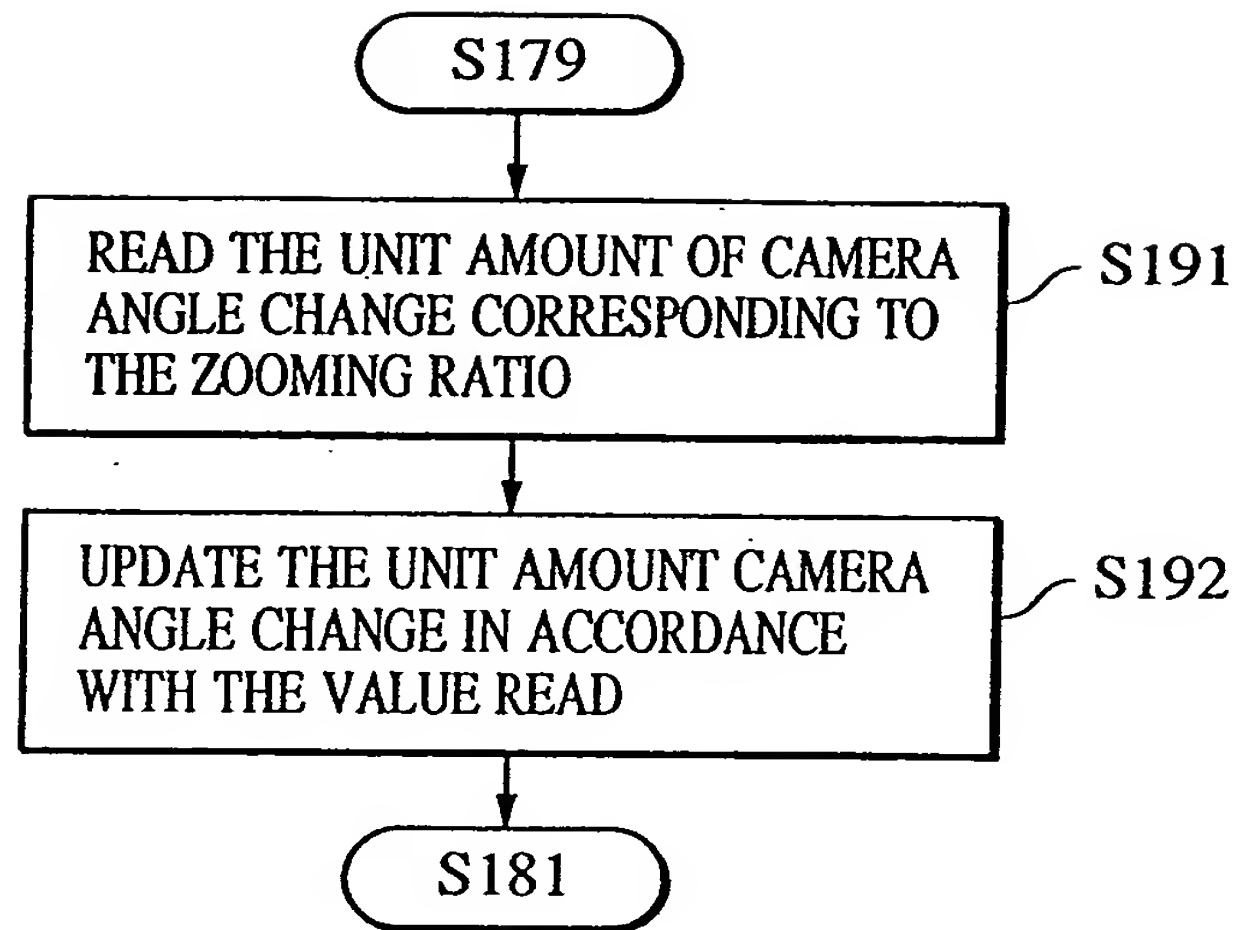 S179
READ THE UNIT AMOUNT OF CAMERA
ANGLE CHANGE CORRESPONDING TO
THE ZOOMING RATIO
S191
UPDATE THE UNIT AMOUNT CAMERA
ANGLE CHANGE IN ACCORDANCE
WITH THE VALUE READ
S192
S181